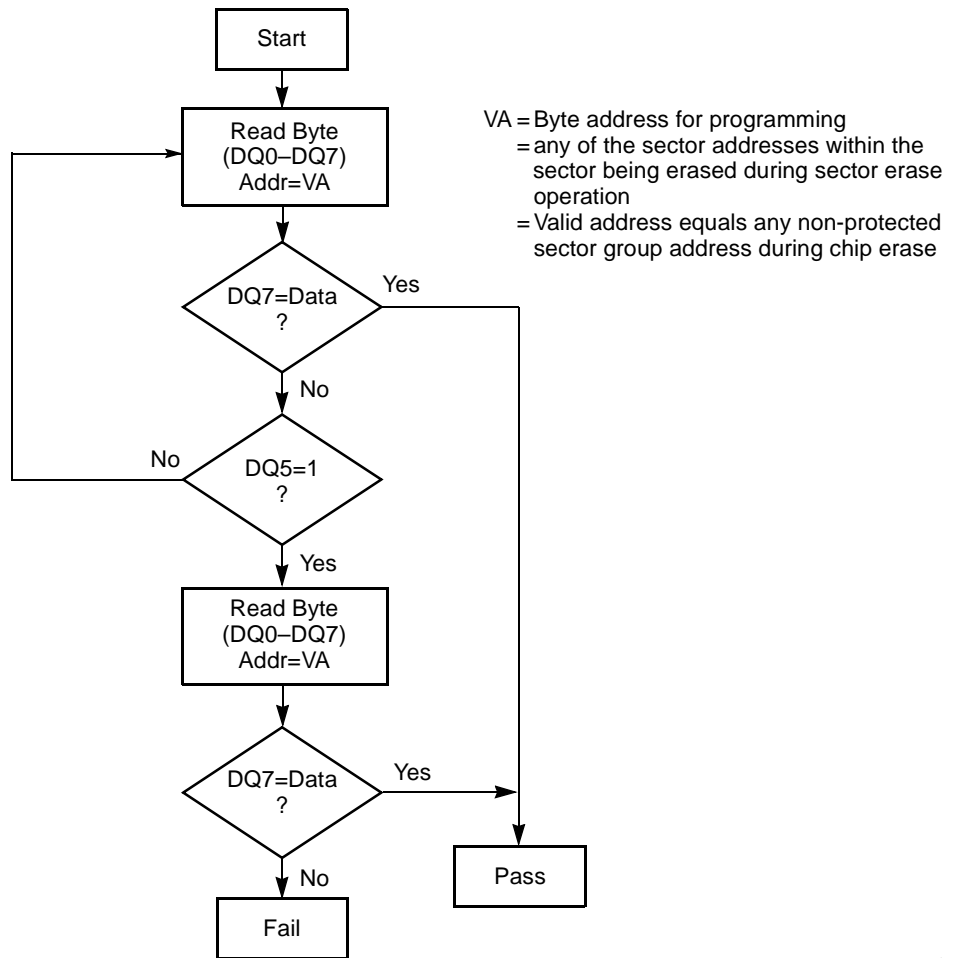 Start
Read Byte
(DQ0–DQ7)
Addr=VA
VA = Byte address for programming
= any of the sector addresses within the
sector being erased during sector erase
operation
= Valid address equals any non-protected
sector group address during chip erase
DQ7=Data
?
Yes
No
DQ5=1
?
No
Yes
Read Byte
(DQ0–DQ7)
Addr=VA
DQ7=Data
?
Yes
No
Pass
Fail